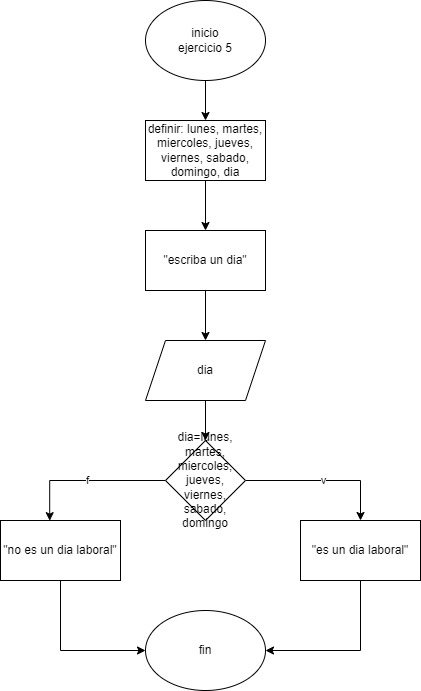 inicio
ejercicio 5
definir: lunes, martes,
miercoles, jueves,
viernes, sabado,
domingo, dia
"escriba un dia"
dia
dia=lunes,
martes,
miercoles,
jueves,
viernes,
sabado,
domingo
f
v
"no es un dia laboral"
"es un dia laboral"
fin